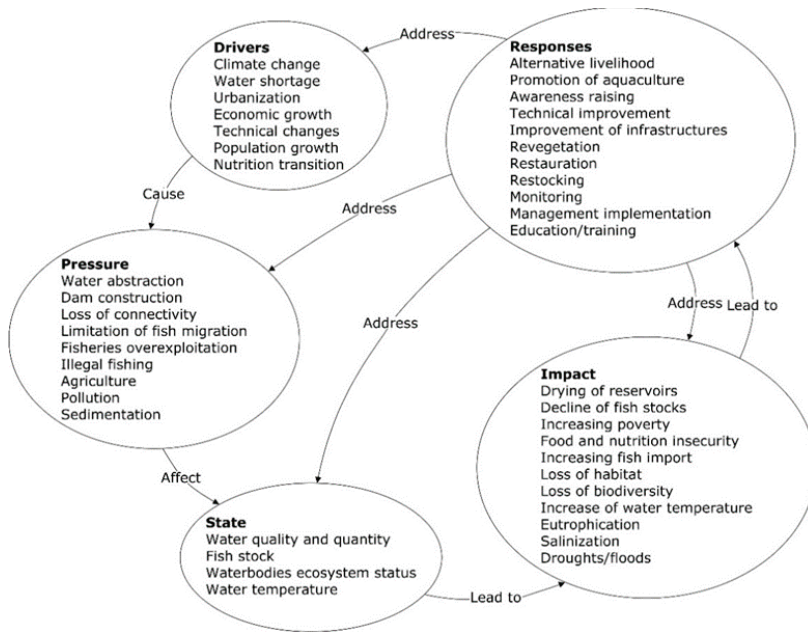 Address
Drivers
Climate change
Water shortage
Urbanization
Economic growth
Technical changes
Population growth
Nutrition transition
Responses
Alternative livelihood
Promotion of aquaculture
Awareness raising
Technical improvement
Improvement of infrastructures
Revegetation
Restauration
Restocking
Monitoring
Management implementation
Education/training
Cause
Address
Pressure
Water abstraction
Dam construction
Loss of connectivity
Limitation of fish migration
Fisheries overexploitation
Illegal fishing
Agriculture
Pollution
Sedimentation
Address
Address
Lead to
Impact
Drying of reservoirs
Decline of fish stocks
Increasing poverty
Food and nutrition insecurity
Increasing fish import
Loss of habitat
Loss of biodiversity
Increase of water temperature
Eutrophication
Salinization
Droughts/floods
Affect
State
Water quality and quantity
Fish stock
Waterbodies ecosystem status
Water temperature
Lead to